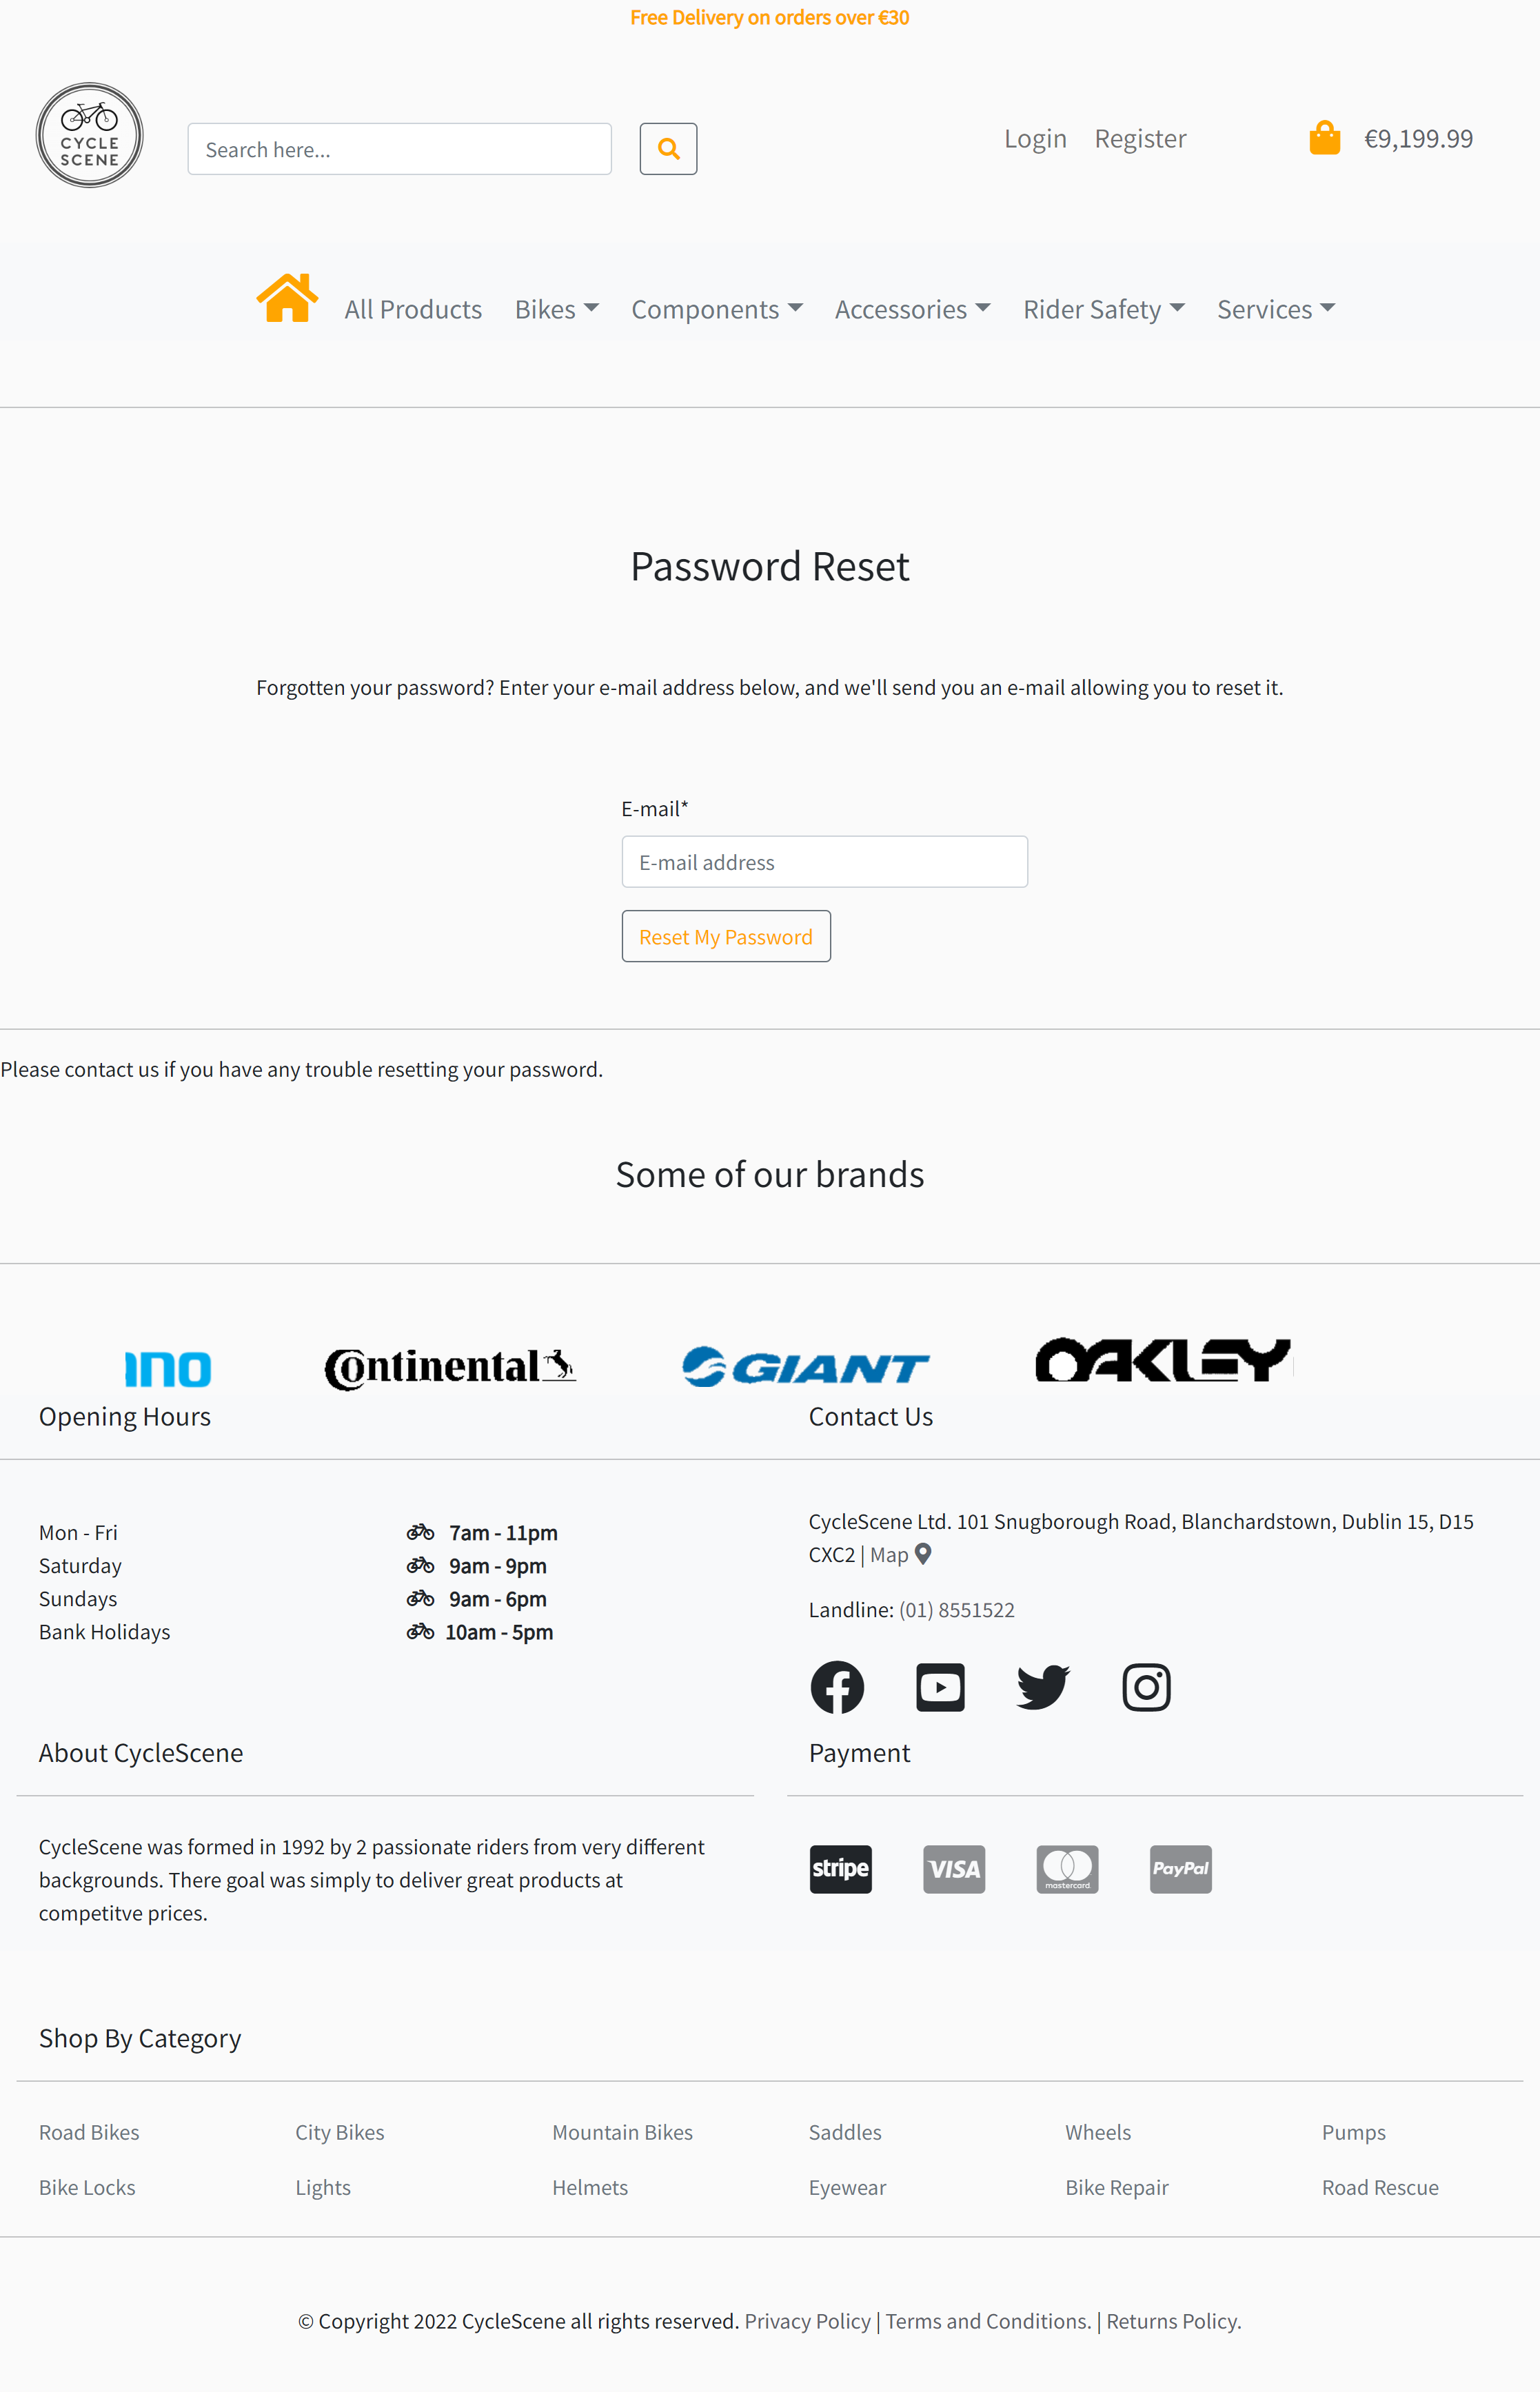 Free Delivery on orders over €30
CYCLE
SCENE
Search here...
Login Register €9,199.99
All Products Bikes Components Accessories Rider Safety Services
Password Reset
Forgotten your password? Enter your e-mail address below, and we'll send you an e-mail allowing you to reset it.
E-mail*
E-mail address
Reset My Password
Please contact us if you have any trouble resetting your password.
Some of our brands
ino Continental GIANT OAKLEY
Opening Hours
Mon - Fri 7am - 11pm
Saturday 9am - 9pm
Sundays 9am - 6pm
Bank Holidays 10am - 5pm
Contact Us
CycleScene Ltd. 101 Snugborough Road, Blanchardstown, Dublin 15, D15
CXC2 | Map
Landline: (01) 8551522
About CycleScene
CycleScene was formed in 1992 by 2 passionate riders from very different
backgrounds. There goal was simply to deliver great products at
competitve prices.
Payment
stripe VISA mastercard PayPal
Shop By Category
Road Bikes City Bikes Mountain Bikes Saddles Wheels Pumps
Bike Locks Lights Helmets Eyewear Bike Repair Road Rescue
© Copyright 2022 CycleScene all rights reserved. Privacy Policy | Terms and Conditions. | Returns Policy.